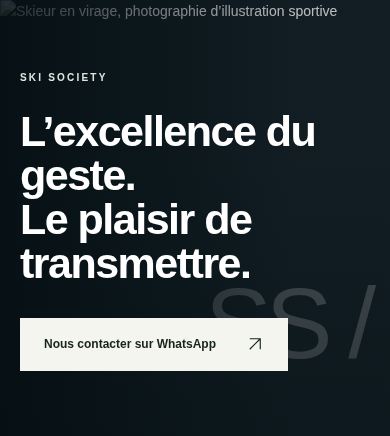 Skieur en virage, photographie d'illustration sportive
SKI SOCIETY
L’excellence du
geste.
Le plaisir de
transmettre.
SS /
Nous contacter sur WhatsApp